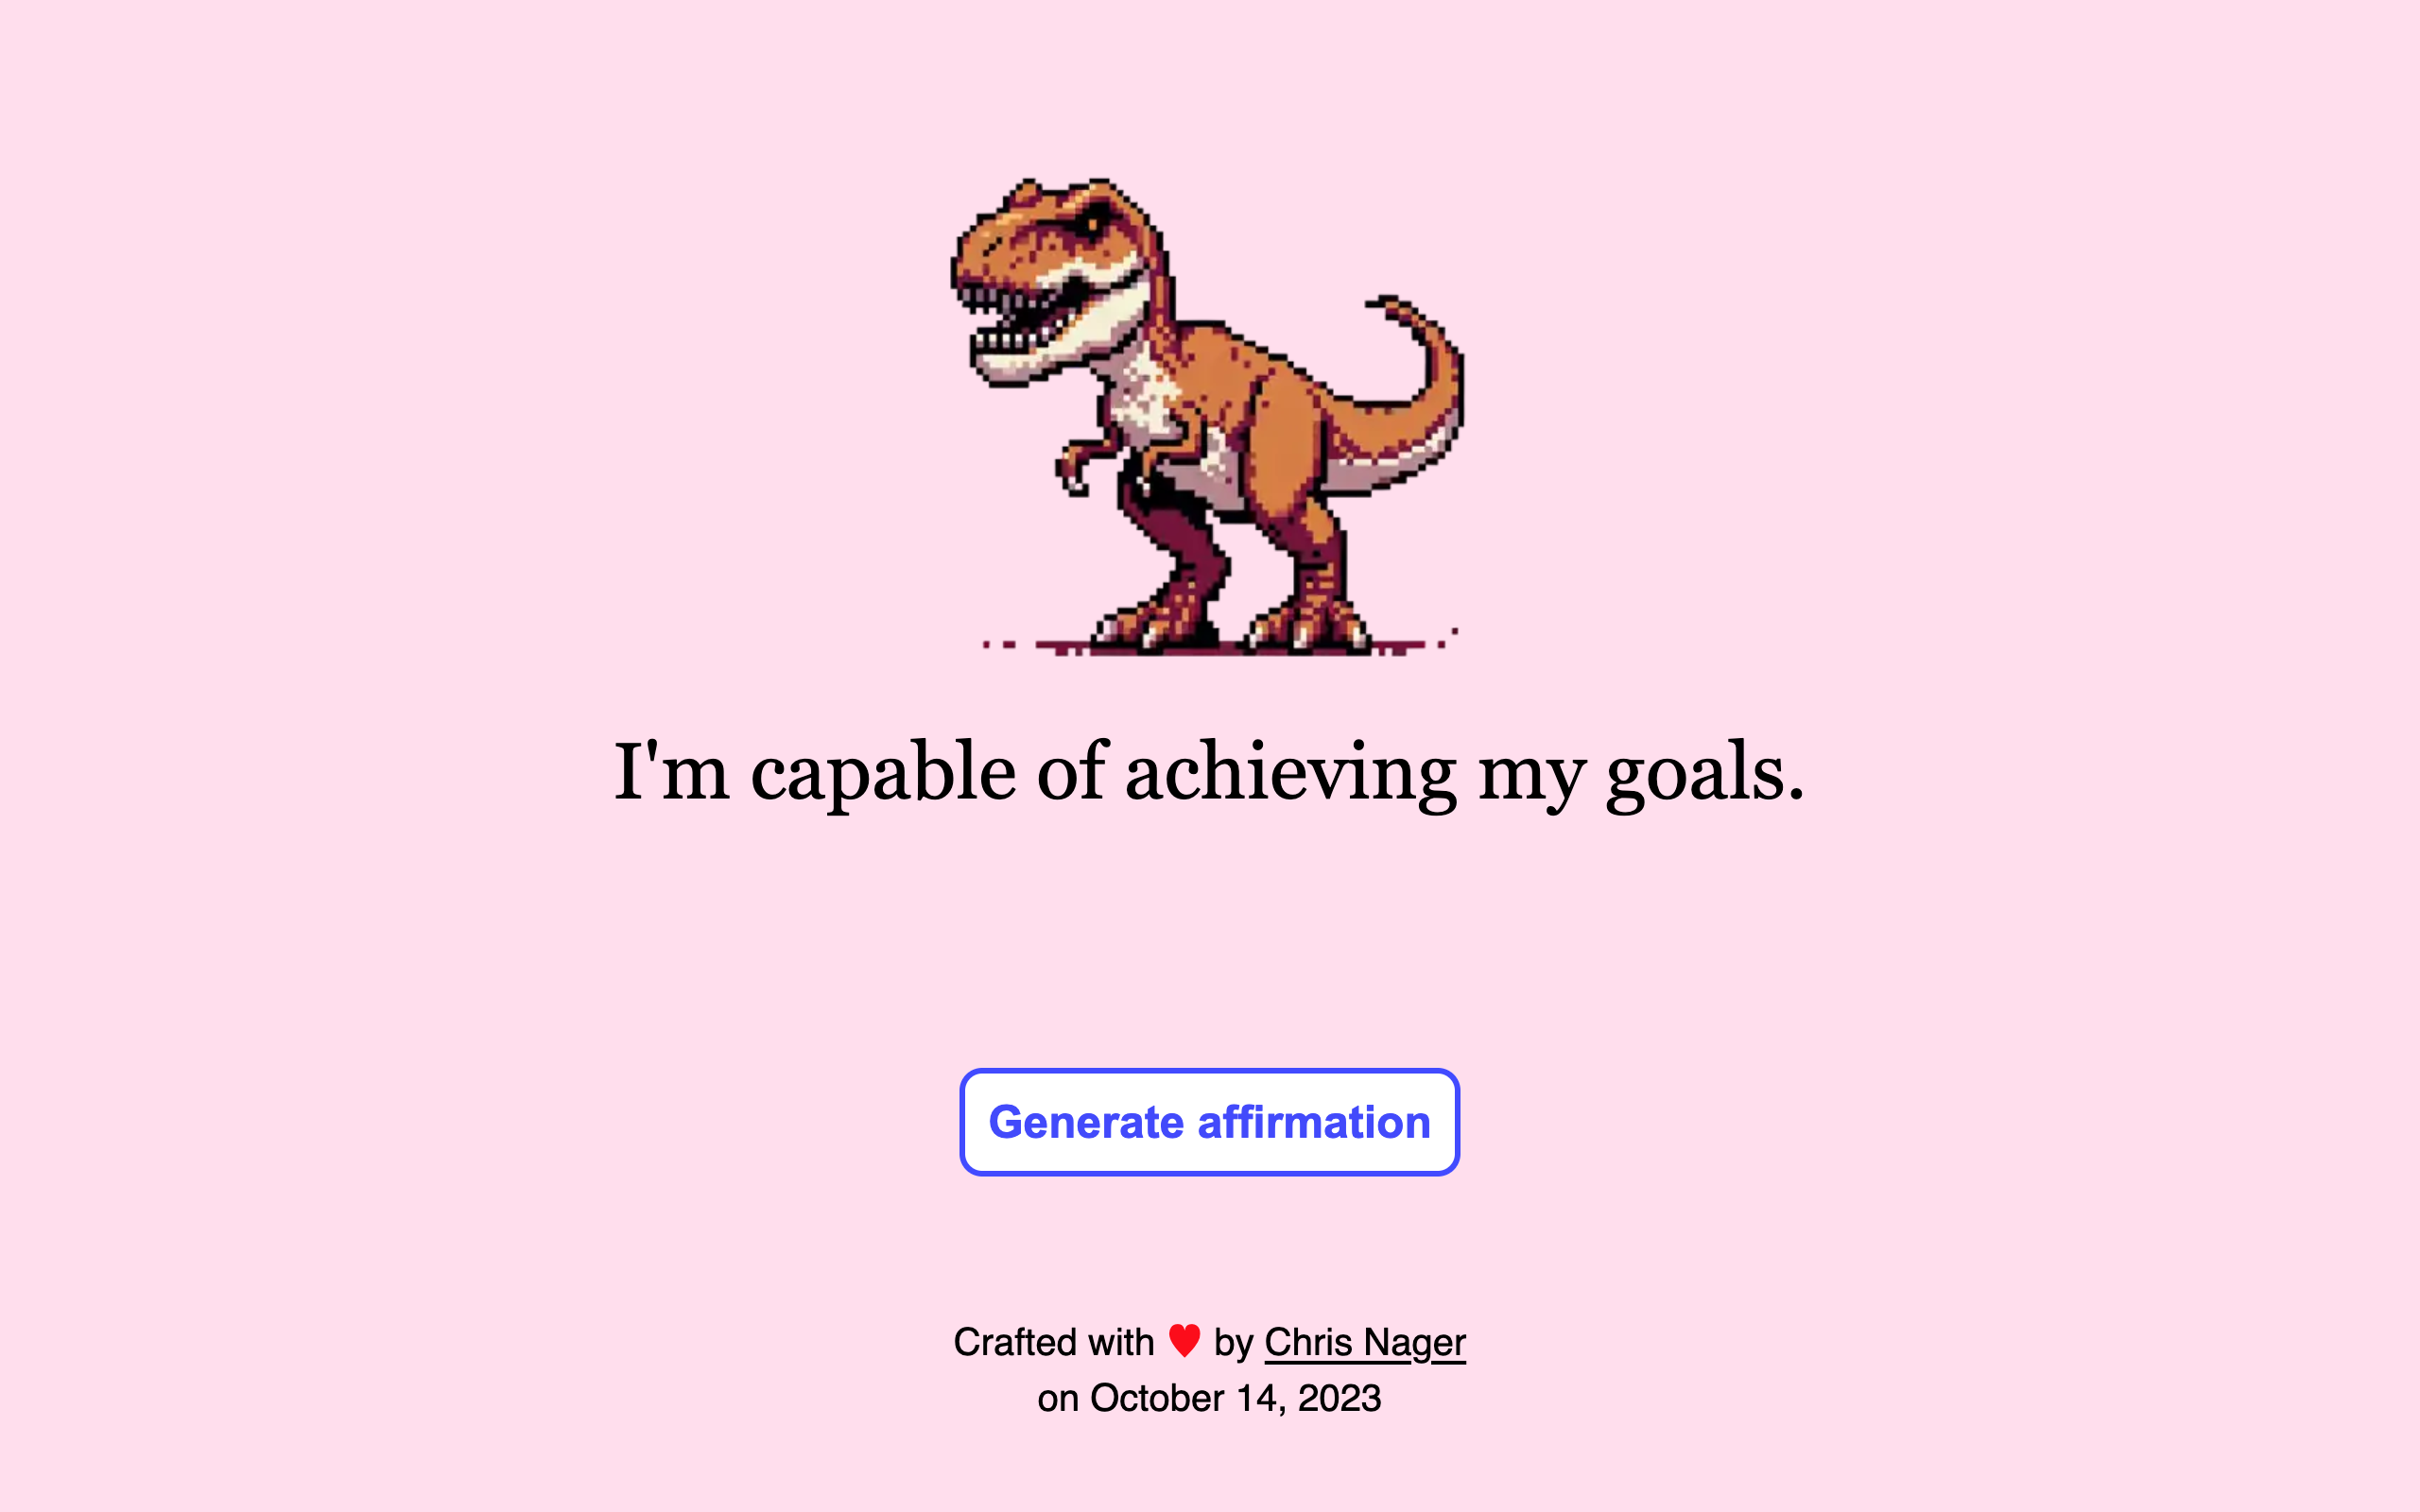 I'm capable of achieving my goals.
Generate affirmation
Crafted with ♥ by Chris Nager
on October 14, 2023